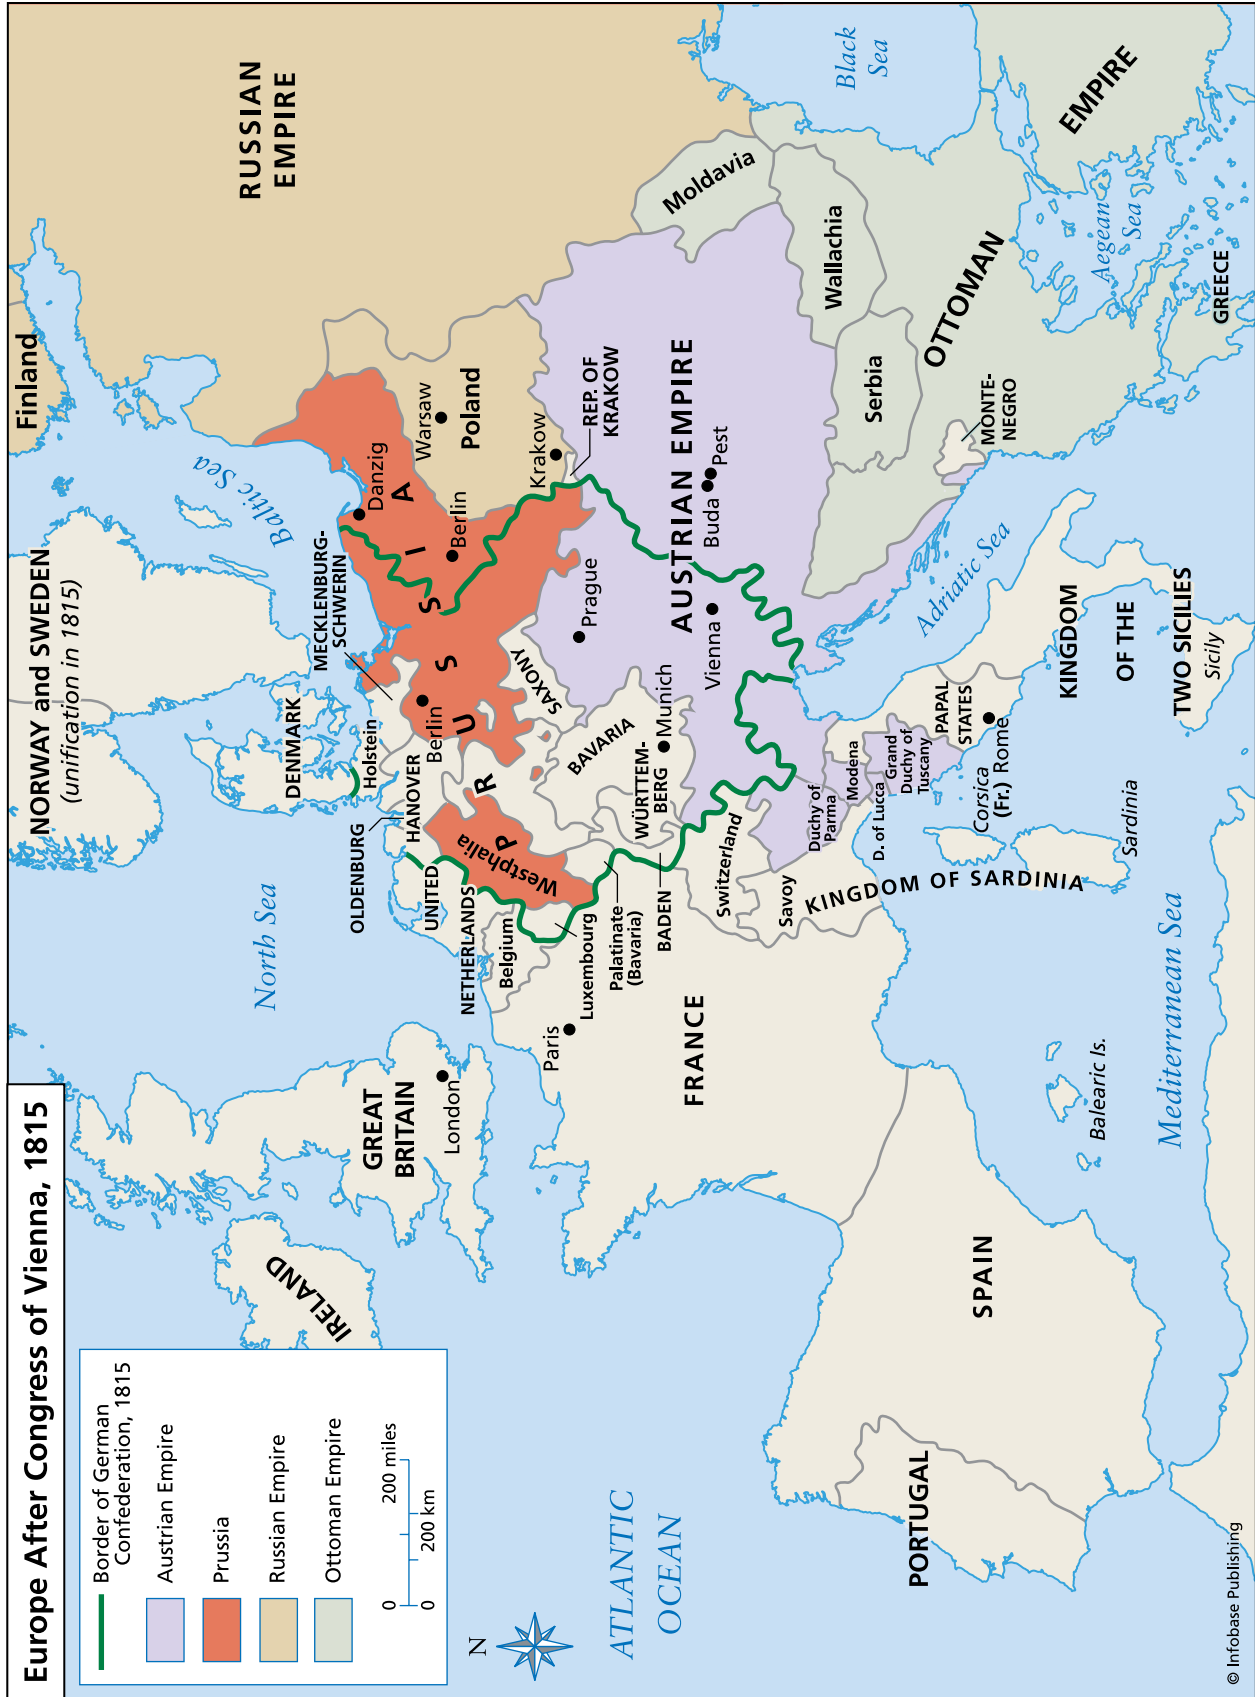 Europe After Congress of Vienna, 1815
Border of German
Confederation, 1815
Austrian Empire
Prussia
Russian Empire
Ottoman Empire
0
200 miles
0
200 km
N
ATLANTIC
OCEAN
© Infobase Publishing
NORWAY and SWEDEN
(unification in 1815)
Finland
RUSSIAN
EMPIRE
North Sea
Baltic Sea
IRELAND
GREAT
BRITAIN
London
DENMARK
Holstein
MECKLENBURG-
SCHWERIN
OLDENBURG
HANOVER
UNITED
NETHERLANDS
Belgium
Luxembourg
Westphalia
PRUSSIA
Berlin
Berlin
Danzig
Warsaw
Poland
Krakow
REP. OF
KRAKOW
SAXONY
Prague
Paris
FRANCE
Palatinate
(Bavaria)
BADEN
WÜRTTEM-
BERG
BAVARIA
Munich
Vienna
AUSTRIAN EMPIRE
Buda
Pest
Moldavia
Wallachia
Serbia
Black
Sea
Switzerland
Savoy
KINGDOM OF SARDINIA
Duchy of
Parma
Modena
D. of Lucca
Grand
Duchy of
Tuscany
PAPAL
STATES
Rome
Corsica
(Fr.)
Sardinia
Adriatic Sea
MONTE-
NEGRO
OTTOMAN
EMPIRE
Aegean
Sea
GREECE
KINGDOM
OF THE
TWO SICILIES
Sicily
PORTUGAL
SPAIN
Balearic Is.
Mediterranean Sea